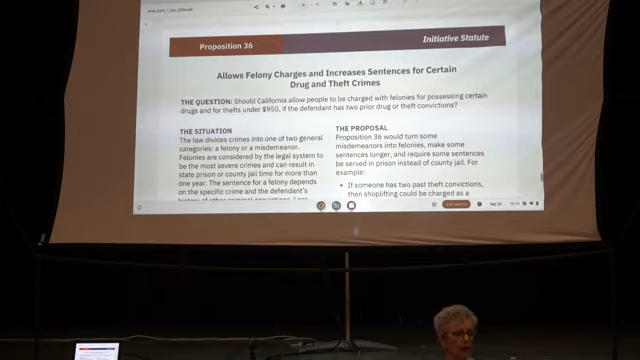 Proposition 36
Initiative Statute
Allows Felony Charges and Increases Sentences for Certain
Drug and Theft Crimes
THE QUESTION: Should California allow people to be charged with felonies for possessing certain
drugs and for thefts under $950, if the defendant has two prior drug or theft convictions?
THE SITUATION
The law divides crimes into one of two general
categories: a felony or a misdemeanor.
Felonies are considered by the legal system to
be the most severe crimes and can result in
state prison or county jail time for more than
one year. The sentence for a felony depends
on the specific crime and the defendant's
THE PROPOSAL
Proposition 36 would turn some
misdemeanors into felonies, make some
sentences longer, and require some sentences
be served in prison instead of county jail. For
example:
• If someone has two past theft convictions,
then shoplifting could be charged as a